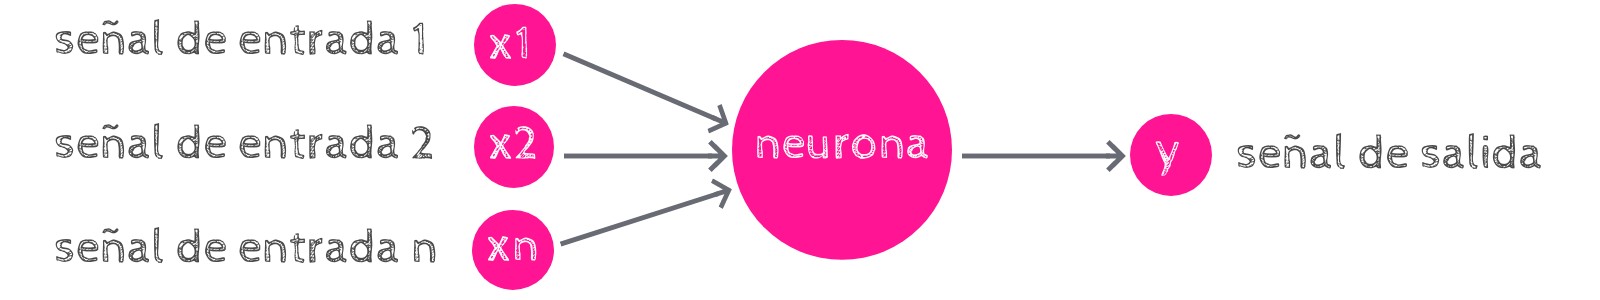 señal de entrada 1
x1
señal de entrada 2
x2
señal de entrada n
xn
neurona
y
señal de salida